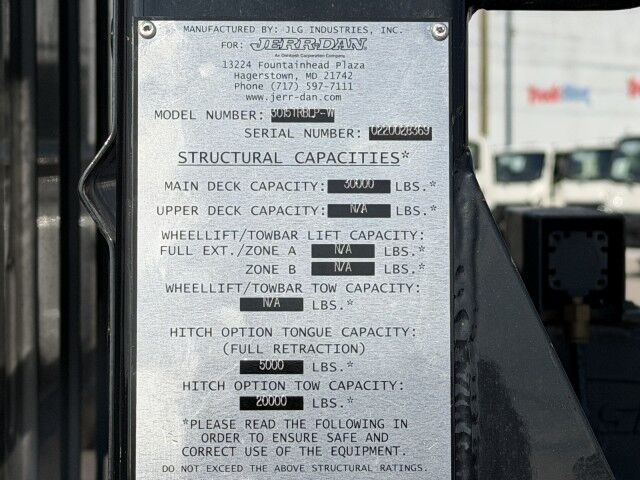 MANUFACTURED BY: JLG INDUSTRIES, INC.
FOR: JERR-DAN
An Oshkosh Corporation Company
13224 Fountainhead Plaza
Hagerstown, MD 21742
Phone (717) 597-7111
www.jerr-dan.com
MODEL NUMBER: 3015TRBLP-W
SERIAL NUMBER: 0220028369
STRUCTURAL CAPACITIES*
MAIN DECK CAPACITY: 30000 LBS.*
UPPER DECK CAPACITY: N/A LBS.*
WHEELLIFT/TOWBAR LIFT CAPACITY:
FULL EXT./ZONE A N/A LBS.*
ZONE B N/A LBS.*
WHEELLIFT/TOWBAR TOW CAPACITY:
N/A LBS.*
HITCH OPTION TONGUE CAPACITY:
(FULL RETRACTION)
5000 LBS.*
HITCH OPTION TOW CAPACITY:
20000 LBS.*
*PLEASE READ THE FOLLOWING IN
ORDER TO ENSURE SAFE AND
CORRECT USE OF THE EQUIPMENT.
DO NOT EXCEED THE ABOVE STRUCTURAL RATINGS.